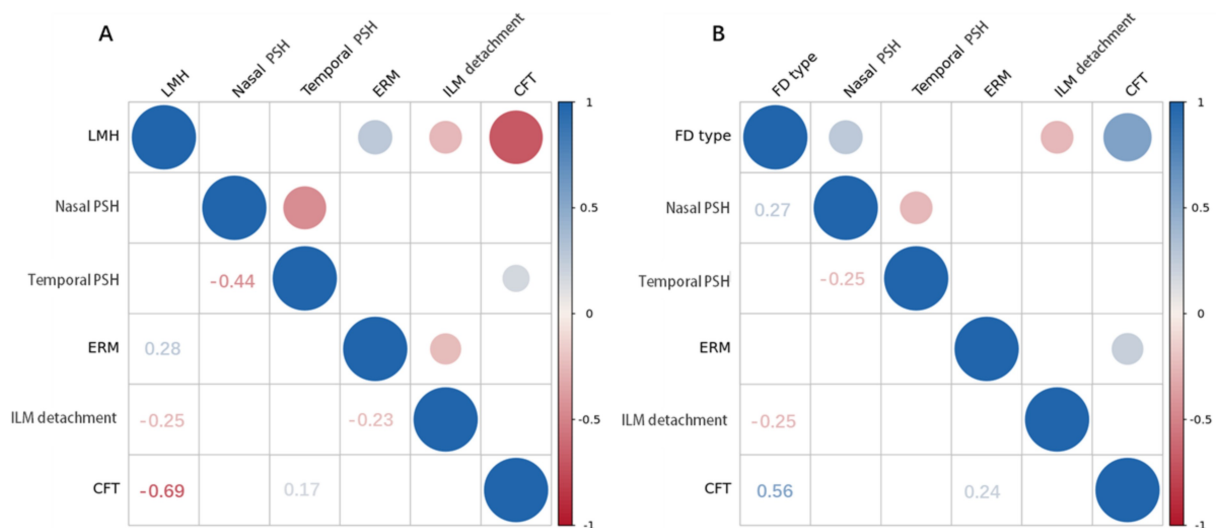 A
LMH
Nasal PSH
Temporal PSH
ERM
ILM detachment
CFT
LMH
Nasal PSH
Temporal PSH
-0.44
ERM
0.28
ILM detachment
-0.25
-0.23
CFT
-0.69
0.17
1
0.5
0
-0.5
-1
B
FD type
Nasal PSH
Temporal PSH
ERM
ILM detachment
CFT
FD type
Nasal PSH
0.27
Temporal PSH
-0.25
ERM
ILM detachment
-0.25
CFT
0.56
0.24
1
0.5
0
-0.5
-1